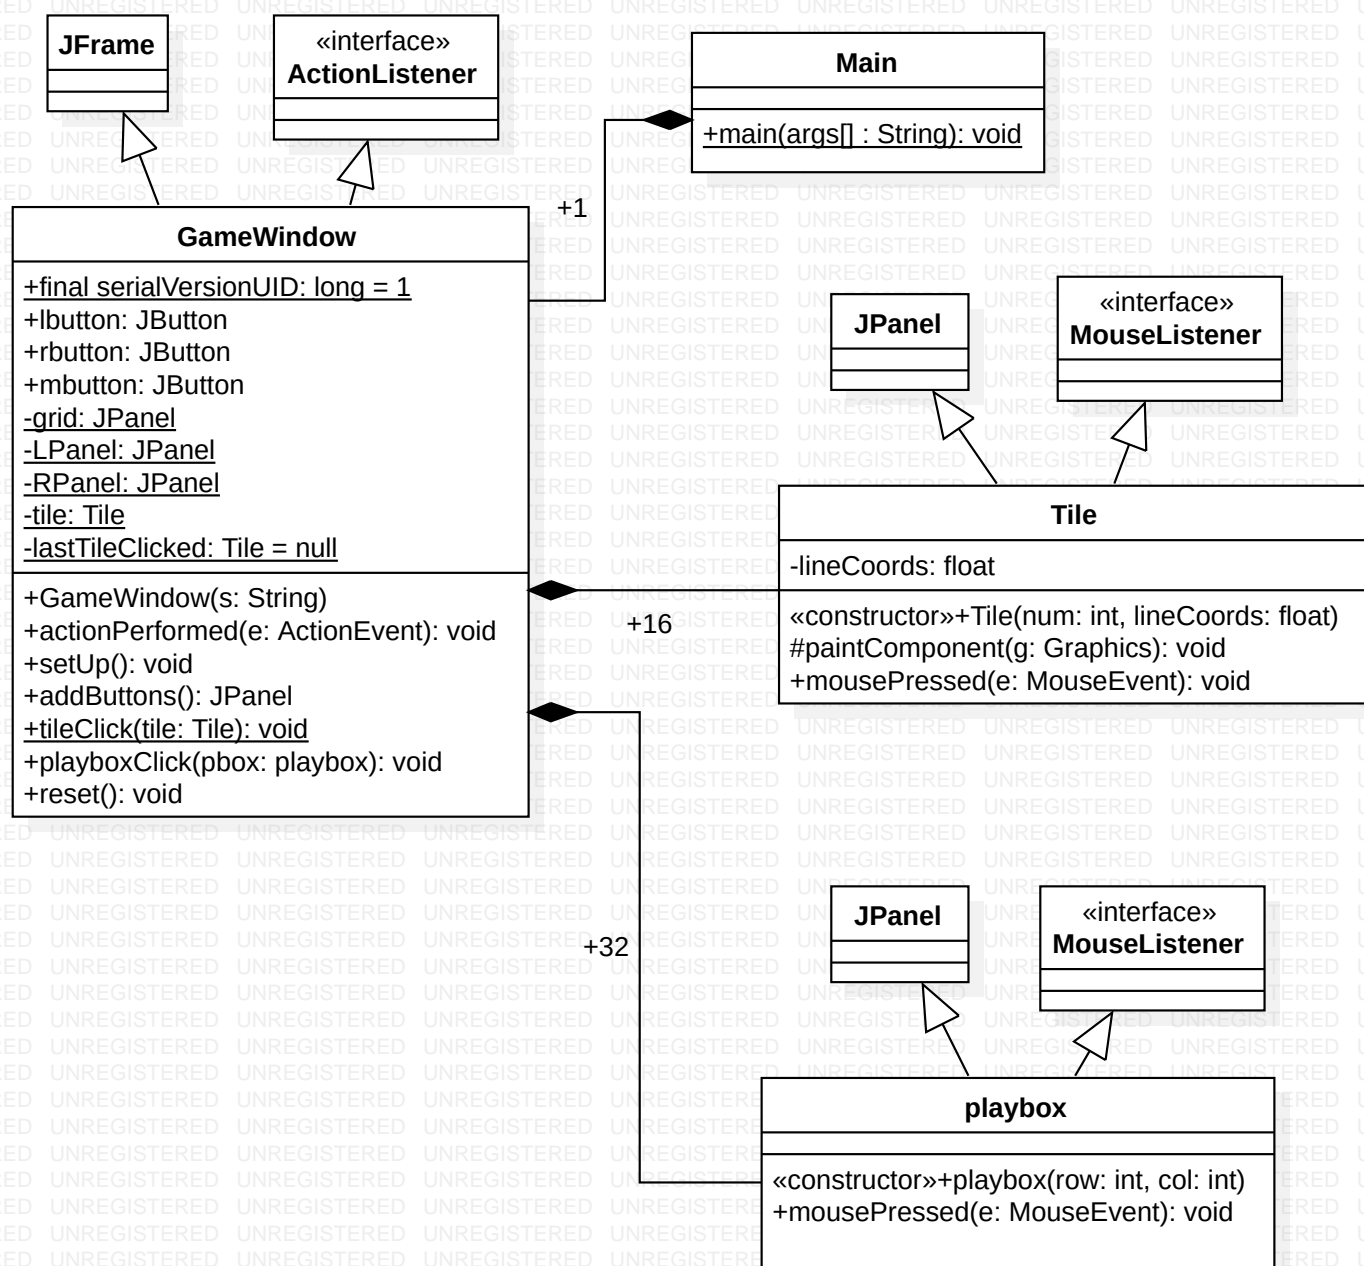 JFrame
«interface»
ActionListener
Main
+main(args[] : String): void
+1
GameWindow
+final serialVersionUID: long = 1
+lbutton: JButton
+rbutton: JButton
+mbutton: JButton
-grid: JPanel
-LPanel: JPanel
-RPanel: JPanel
-tile: Tile
-lastTileClicked: Tile = null
+GameWindow(s: String)
+actionPerformed(e: ActionEvent): void
+setUp(): void
+addButtons(): JPanel
+tileClick(tile: Tile): void
+playboxClick(pbox: playbox): void
+reset(): void
JPanel
«interface»
MouseListener
Tile
-lineCoords: float
«constructor»+Tile(num: int, lineCoords: float)
#paintComponent(g: Graphics): void
+mousePressed(e: MouseEvent): void
+16
+32
JPanel
«interface»
MouseListener
playbox
«constructor»+playbox(row: int, col: int)
+mousePressed(e: MouseEvent): void
UNREGISTERED